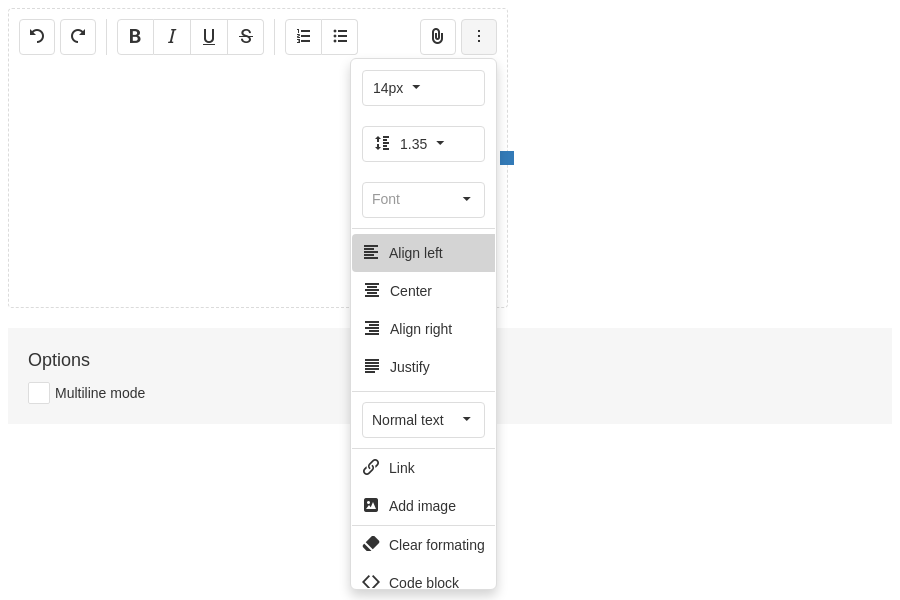 B I U S
14px
1.35
Font
Align left
Center
Align right
Justify
Options
Multiline mode
Normal text
Link
Add image
Clear formating
Code block